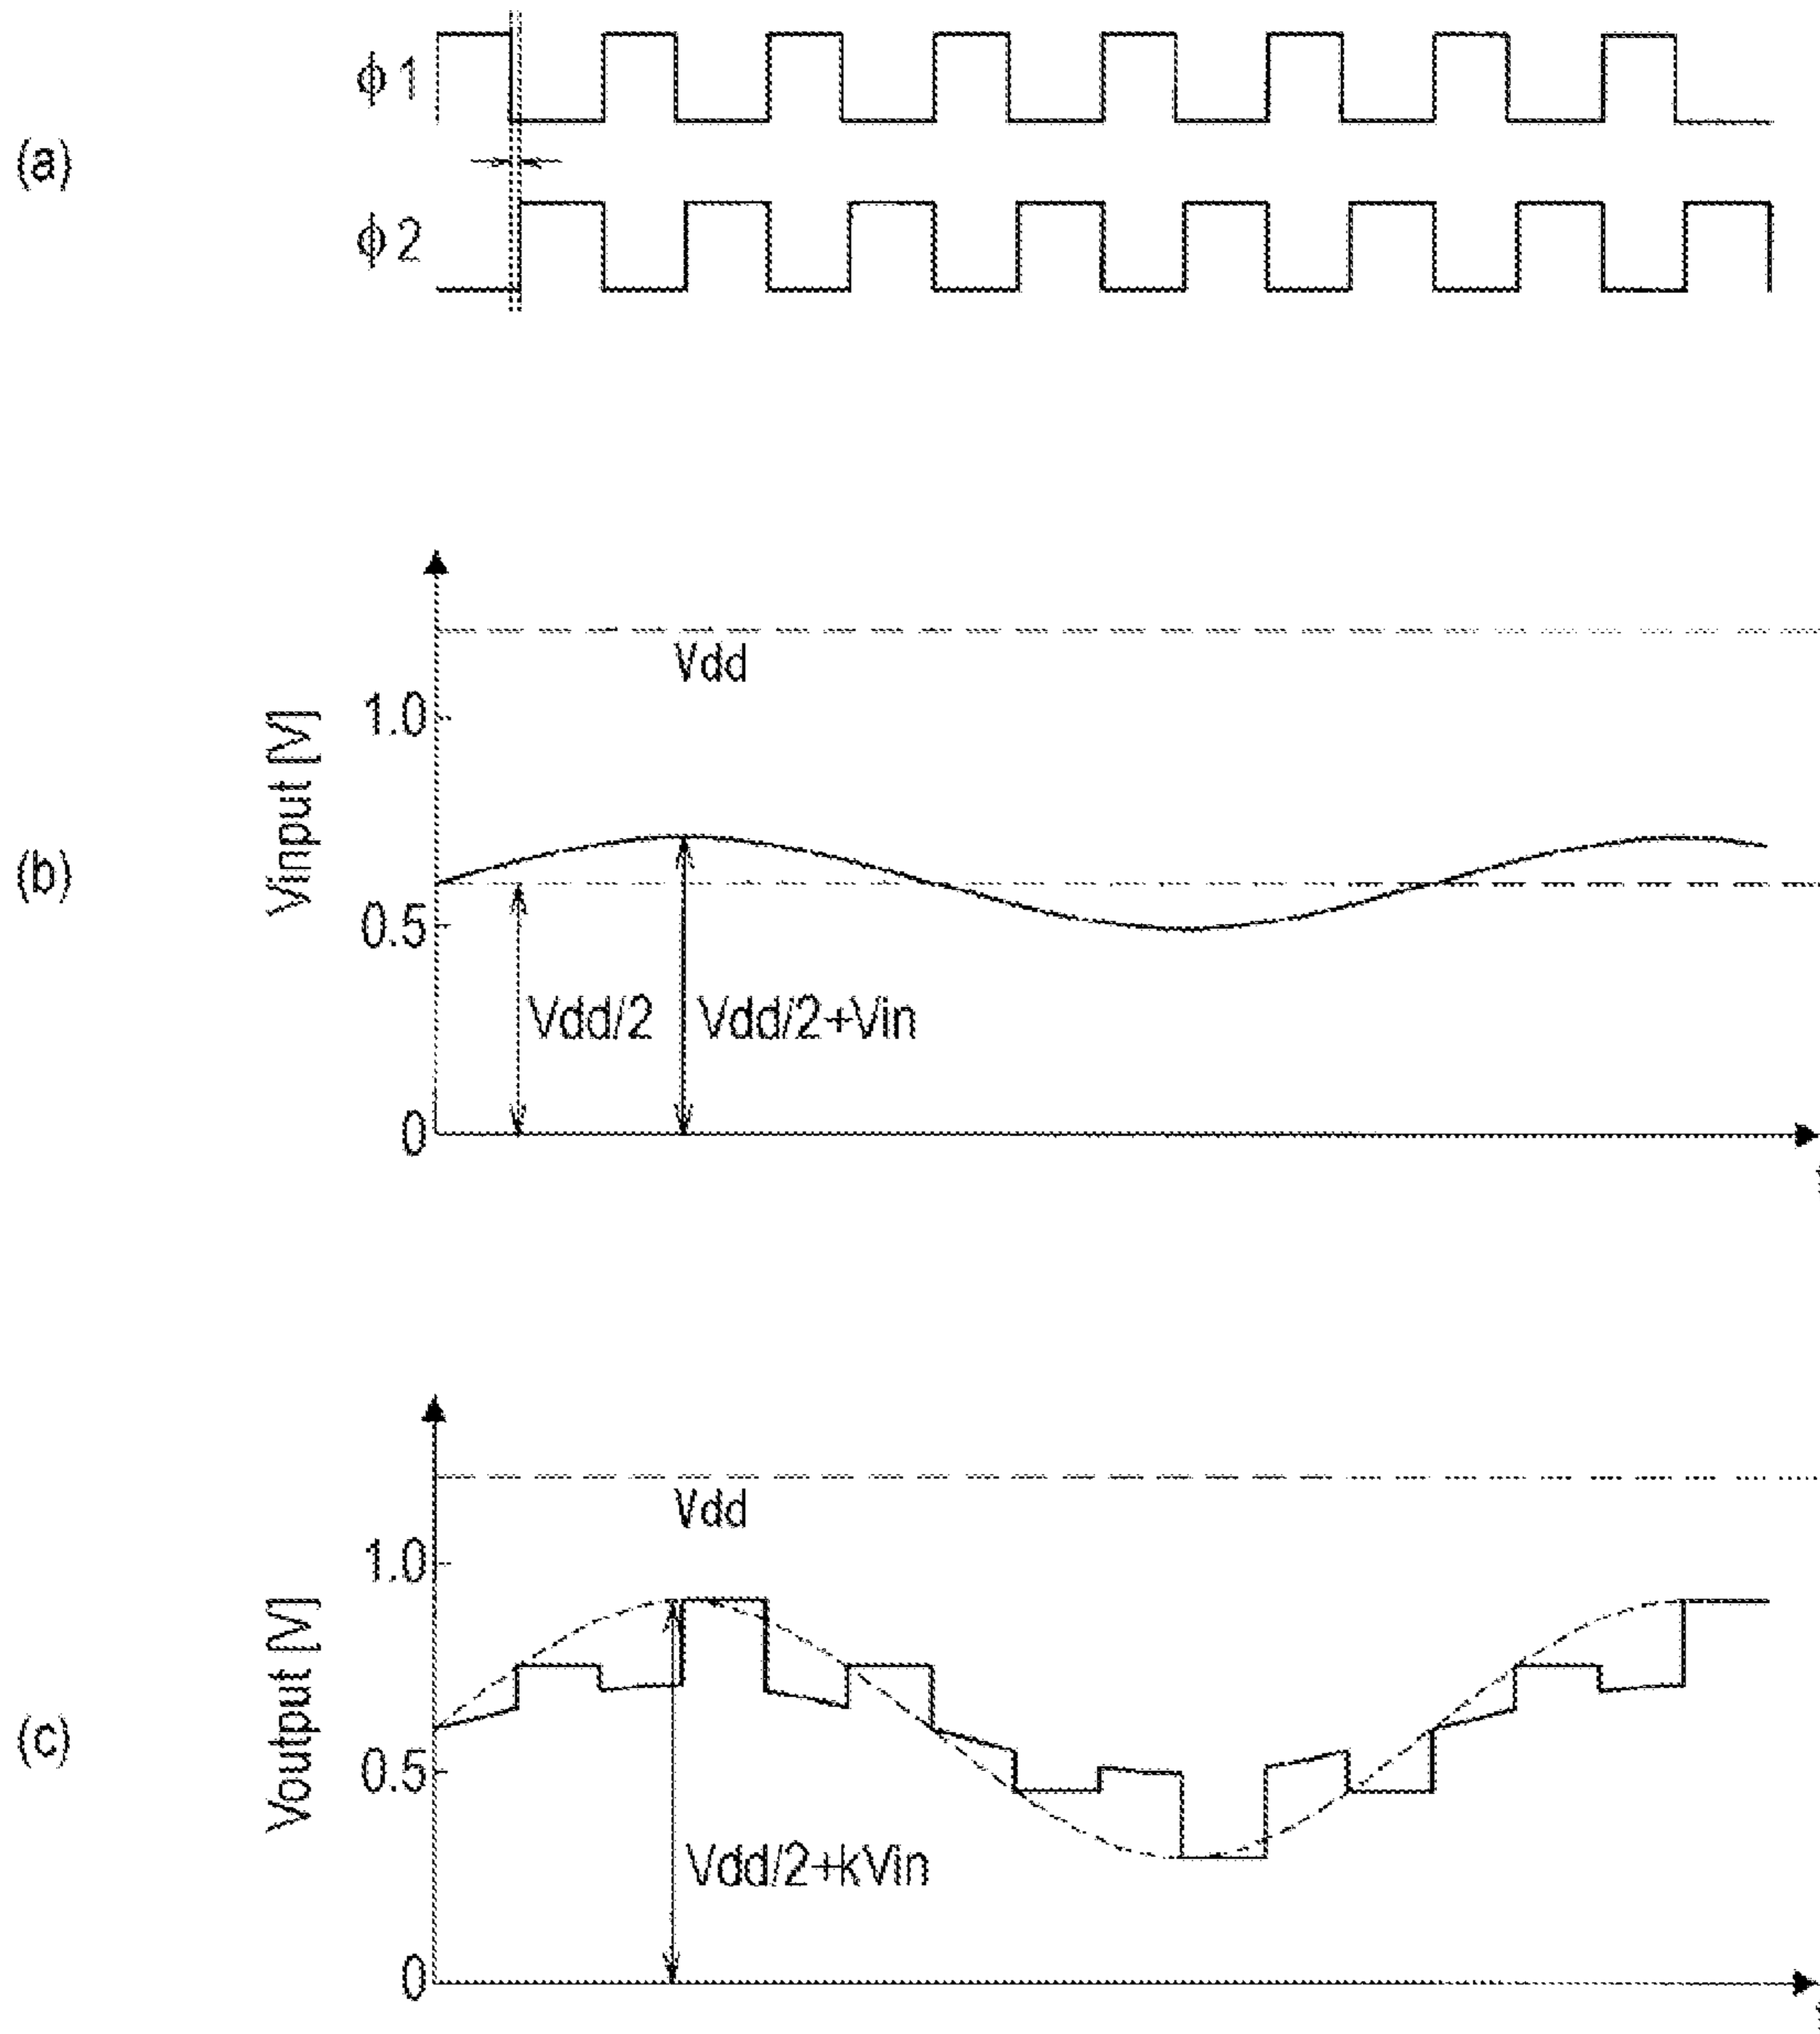 (a)
ϕ1
ϕ2
(b)
Vinput [V]
Vdd
1.0
0.5
0
Vdd/2
Vdd/2+Vin
(c)
Voutput [V]
Vdd
1.0
0.5
0
Vdd/2+kVin